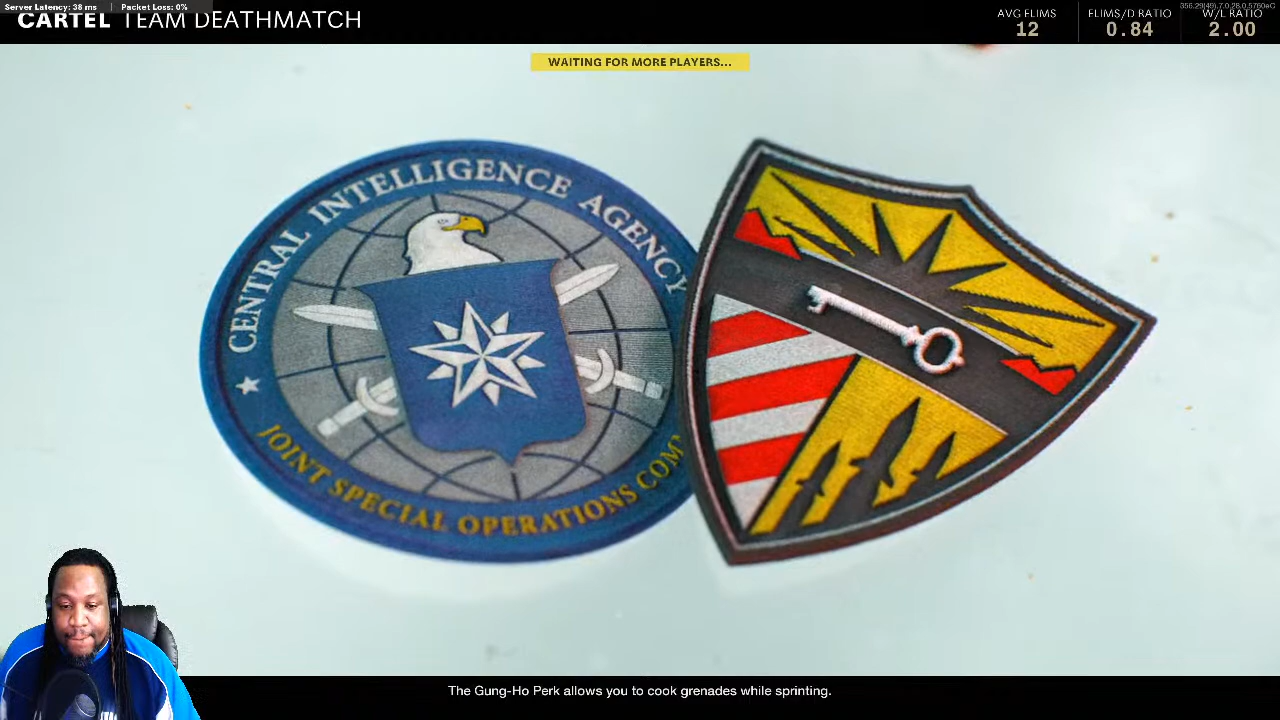 Server Latency: 38 ms | Packet Loss: 0%
CARTEL TEAM DEATHMATCH
AVG ELIMS
12
ELIMS/D RATIO
0.84
W/L RATIO
2.00
WAITING FOR MORE PLAYERS...
CENTRAL INTELLIGENCE AGENCY
JOINT SPECIAL OPERATIONS COM
The Gung-Ho Perk allows you to cook grenades while sprinting.